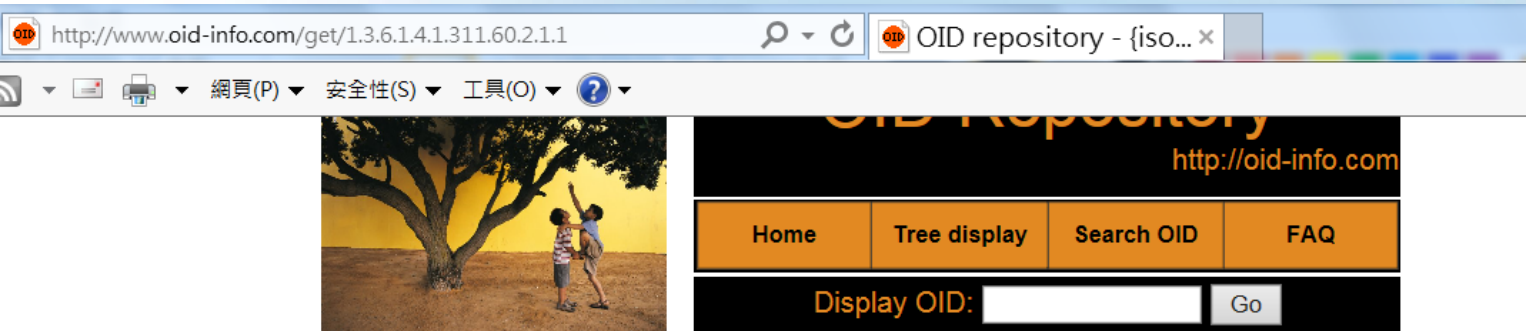 OID http://www.oid-info.com/get/1.3.6.1.4.1.311.60.2.1.1
OID OID repository - {iso... ×
網頁(P) 安全性(S) 工具(O) ?
OID Repository
http://oid-info.com
Home Tree display Search OID FAQ
Display OID: Go